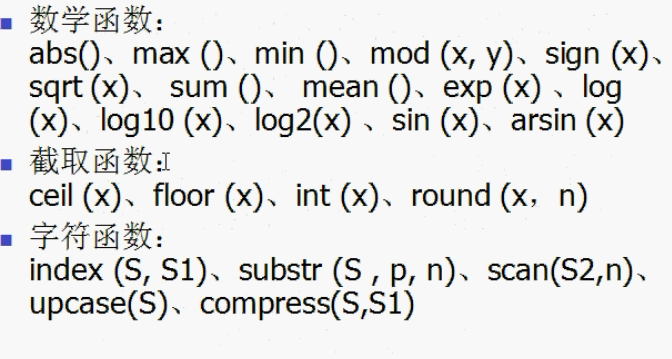 数学函数：
abs()、max ()、min ()、mod (x, y)、sign (x)、
sqrt (x)、 sum ()、 mean ()、exp (x) 、log
(x)、log10 (x)、log2(x) 、sin (x)、arsin (x)
截取函数：
ceil (x)、floor (x)、int (x)、round (x，n)
字符函数：
index (S, S1)、substr (S , p, n)、scan(S2,n)、
upcase(S)、compress(S,S1)